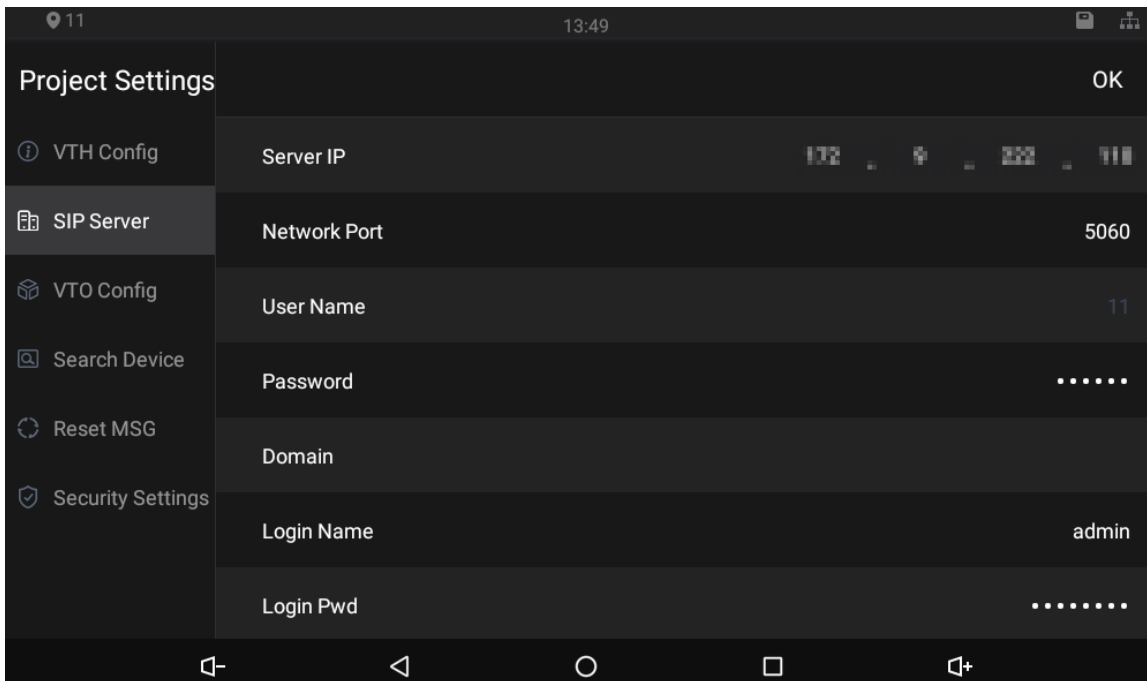 11
13:49
Project Settings
OK
VTH Config
Server IP
SIP Server
Network Port 5060
VTO Config
User Name 11
Search Device
Password ••••••
Reset MSG
Domain
Security Settings
Login Name admin
Login Pwd ••••••••